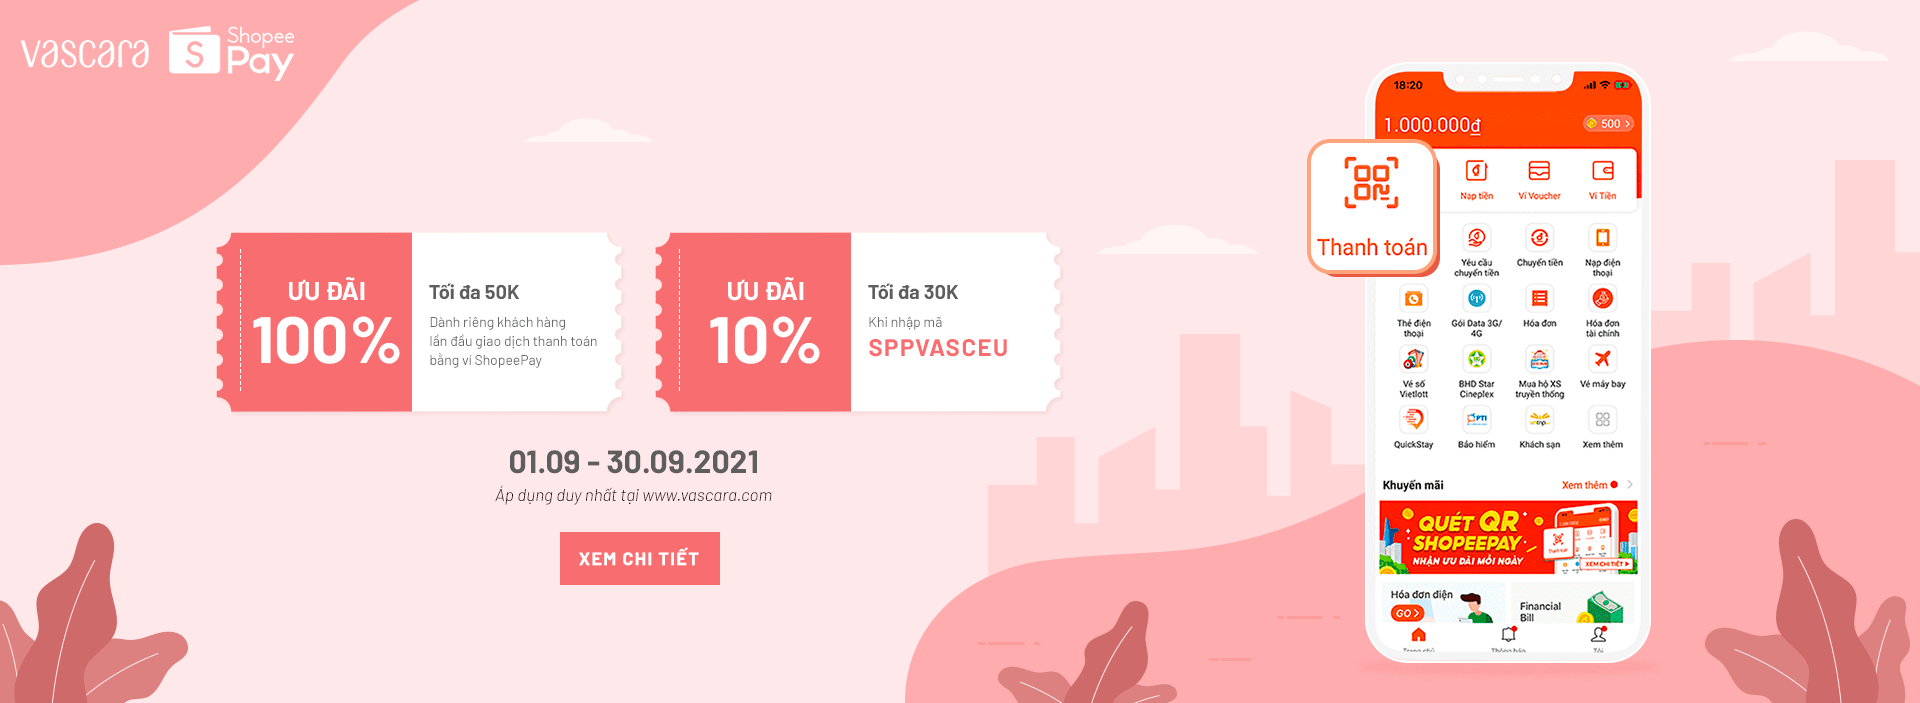 vascara
S
Shopee
Pay
ƯU ĐÃI
100%
Tối đa 50K
Dành riêng khách hàng
lần đầu giao dịch thanh toán
bằng ví ShopeePay
ƯU ĐÃI
10%
Tối đa 30K
Khi nhập mã
SPPVASCEU
01.09 - 30.09.2021
Áp dụng duy nhất tại www.vascara.com
XEM CHI TIẾT
18:20
1.000.000đ
500 >
Thanh toán
Nạp tiền
Ví Voucher
Ví Tiền
Yêu cầu
chuyển tiền
Chuyển tiền
Nạp điện
thoại
Thẻ điện
thoại
Gói Data 3G/
4G
Hóa đơn
Hóa đơn
tài chính
Vé số
Vietlott
BHD Star
Cineplex
Mua hộ XS
truyền thống
Vé máy bay
PTI
QuickStay
Bảo hiểm
Khách sạn
Xem thêm
Khuyến mãi
Xem thêm
QUÉT QR
SHOPEEPAY
NHẬN ƯU ĐÃI MỖI NGÀY
Thanh toán
XEM CHI TIẾT
Hóa đơn điện
GO >
Financial
Bill
Trang chủ
Thông báo
Tôi